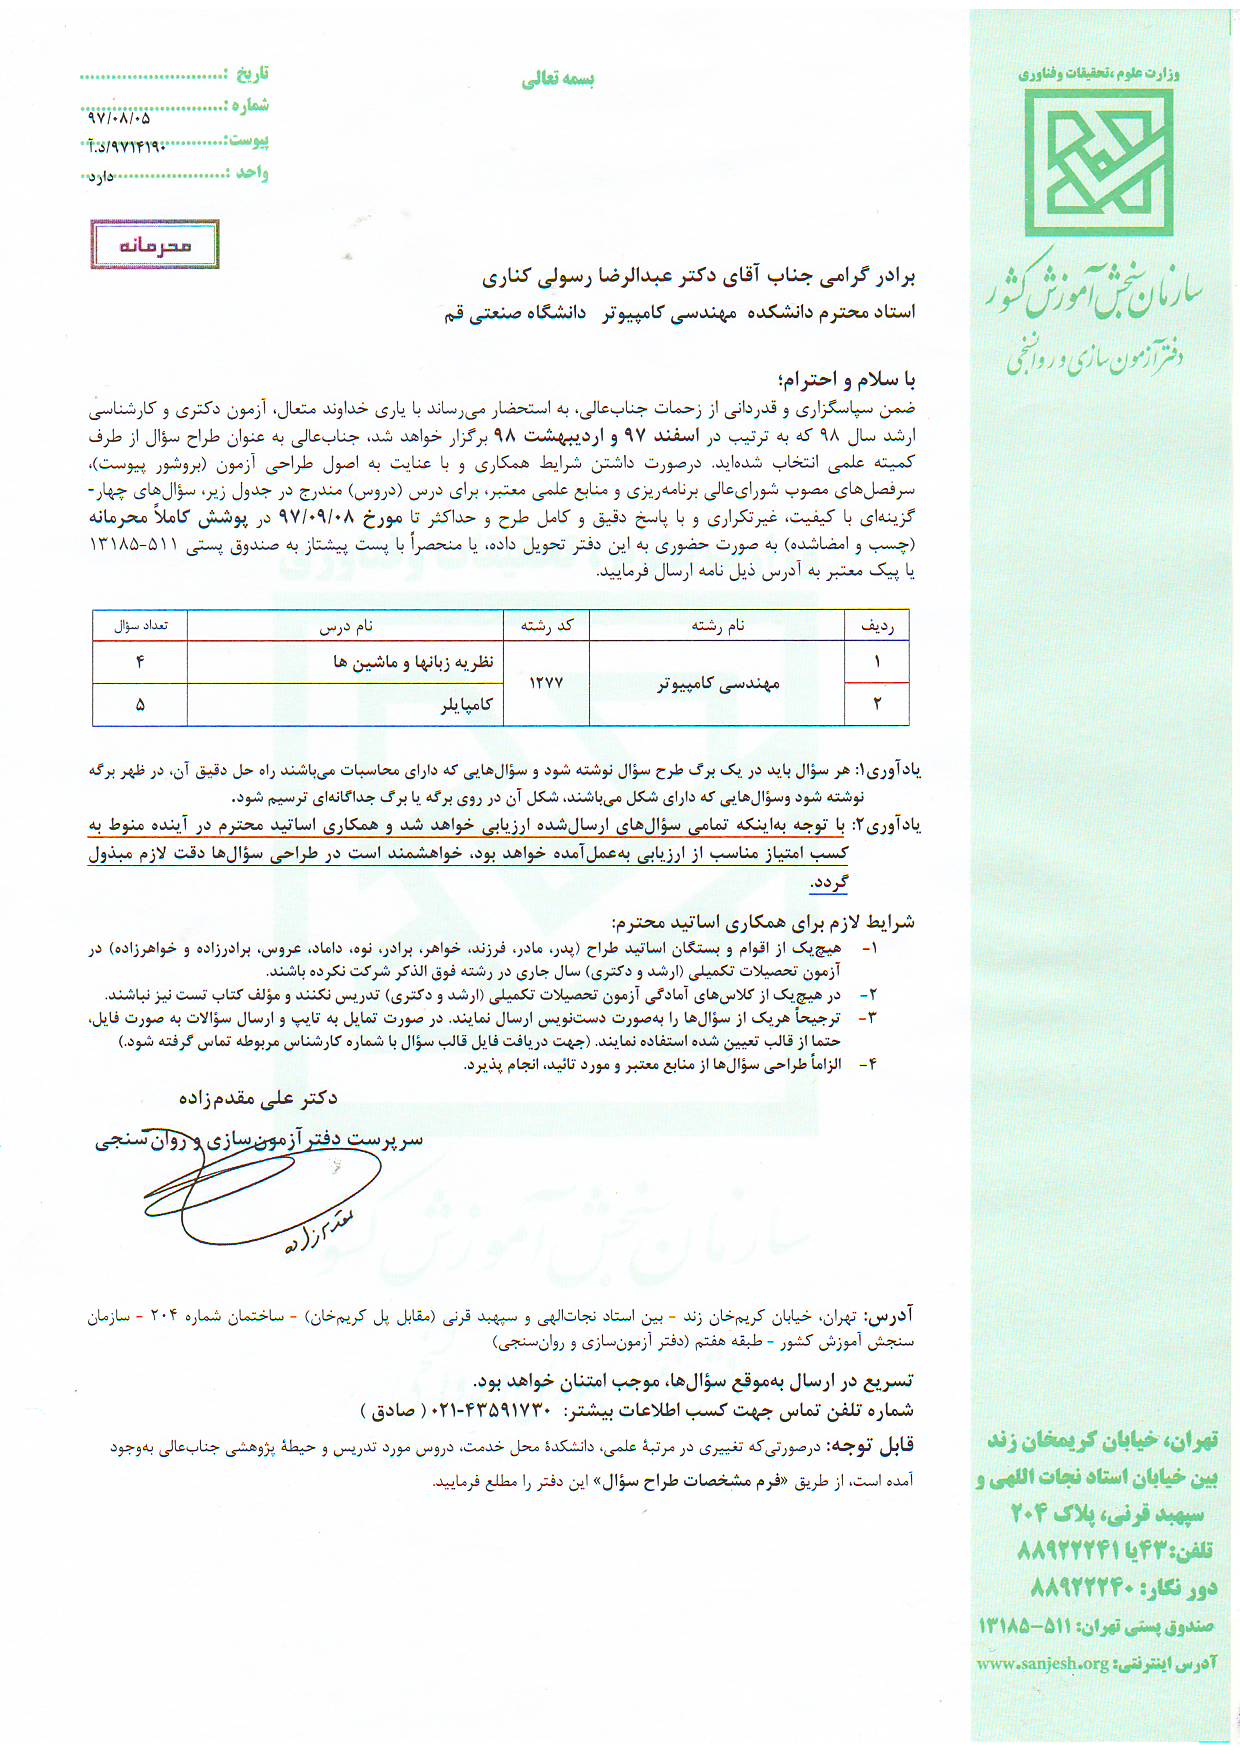 وزارت علوم ،تحقیقات وفناوری
سازمان سنجش آموزش کشور
دفتر آزمون سازی و روانسنجی
بسمه تعالی
تاریخ :
شماره :
۹۷/۰۸/۰۵
پیوست:
۹۷۱۴۱۹۰/د.آ
واحد :
دارد
محرمانه
برادر گرامی جناب آقای دکتر عبدالرضا رسولی کناری
استاد محترم دانشکده مهندسی کامپیوتر دانشگاه صنعتی قم
با سلام و احترام؛
ضمن سپاسگزاری و قدردانی از زحمات جناب‌عالی، به استحضار می‌رساند با یاری خداوند متعال، آزمون دکتری و کارشناسی
ارشد سال ۹۸ که به ترتیب در اسفند ۹۷ و اردیبهشت ۹۸ برگزار خواهد شد، جناب‌عالی به عنوان طراح سؤال از طرف
کمیته علمی انتخاب شده‌اید. درصورت داشتن شرایط همکاری و با عنایت به اصول طراحی آزمون (بروشور پیوست)،
سرفصل‌های مصوب شورای‌عالی برنامه‌ریزی و منابع علمی معتبر، برای درس (دروس) مندرج در جدول زیر، سؤال‌های چهار-
گزینه‌ای با کیفیت، غیرتکراری و با پاسخ دقیق و کامل طرح و حداکثر تا مورخ ۹۷/۰۹/۰۸ در پوشش کاملاً محرمانه
(چسب و امضاشده) به صورت حضوری به این دفتر تحویل داده، یا منحصراً با پست پیشتاز به صندوق پستی ۵۱۱-۱۳۱۸۵
یا پیک معتبر به آدرس ذیل نامه ارسال فرمایید.
ردیف نام رشته کد رشته نام درس تعداد سؤال
۱ مهندسی کامپیوتر ۱۲۷۷ نظریه زبانها و ماشین ها ۴
۲ کامپایلر ۵
یادآوری۱: هر سؤال باید در یک برگ طرح سؤال نوشته شود و سؤال‌هایی که دارای محاسبات می‌باشند راه حل دقیق آن، در ظهر برگه
نوشته شود وسؤال‌هایی که دارای شکل می‌باشند، شکل آن در روی برگه یا برگ جداگانه‌ای ترسیم شود.
یادآوری۲: با توجه به‌اینکه تمامی سؤال‌های ارسال‌شده ارزیابی خواهد شد و همکاری اساتید محترم در آینده منوط به
کسب امتیاز مناسب از ارزیابی به‌عمل‌آمده خواهد بود، خواهشمند است در طراحی سؤال‌ها دقت لازم مبذول
گردد.
شرایط لازم برای همکاری اساتید محترم:
۱- هیچ‌یک از اقوام و بستگان اساتید طراح (پدر، مادر، فرزند، خواهر، برادر، نوه، داماد، عروس، برادرزاده و خواهرزاده) در
آزمون تحصیلات تکمیلی (ارشد و دکتری) سال جاری در رشته فوق الذکر شرکت نکرده باشند.
۲- در هیچ‌یک از کلاس‌های آمادگی آزمون تحصیلات تکمیلی (ارشد و دکتری) تدریس نکنند و مؤلف کتاب تست نیز نباشند.
۳- ترجیحاً هریک از سؤال‌ها را به‌صورت دست‌نویس ارسال نمایند. در صورت تمایل به تایپ و ارسال سؤالات به صورت فایل،
حتما از قالب تعیین شده استفاده نمایند. (جهت دریافت فایل قالب سؤال با شماره کارشناس مربوطه تماس گرفته شود.)
۴- الزاماً طراحی سؤال‌ها از منابع معتبر و مورد تائید، انجام پذیرد.
دکتر علی مقدم‌زاده
سرپرست دفتر آزمون‌سازی و روان‌سنجی
مقدم‌زاده
آدرس: تهران، خیابان کریم‌خان زند - بین استاد نجات‌الهی و سپهبد قرنی (مقابل پل کریم‌خان) - ساختمان شماره ۲۰۴ - سازمان
سنجش آموزش کشور - طبقه هفتم (دفتر آزمون‌سازی و روان‌سنجی)
تسریع در ارسال به‌موقع سؤال‌ها، موجب امتنان خواهد بود.
شماره تلفن تماس جهت کسب اطلاعات بیشتر: ۴۳۵۹۱۷۳۰-۰۲۱ ( صادق )
قابل توجه: درصورتی‌که تغییری در مرتبهٔ علمی، دانشکدهٔ محل خدمت، دروس مورد تدریس و حیطهٔ پژوهشی جناب‌عالی به‌وجود
آمده است، از طریق «فرم مشخصات طراح سؤال» این دفتر را مطلع فرمایید.
تهران، خیابان کریمخان زند
بین خیابان استاد نجات اللهی و
سپهبد قرنی، پلاک ۲۰۴
تلفن:۴۳یا ۸۸۹۲۲۲۴۱
دور نگار: ۸۸۹۲۲۲۴۰
صندوق پستی تهران: ۵۱۱-۱۳۱۸۵
آدرس اینترنتی: www.sanjesh.org